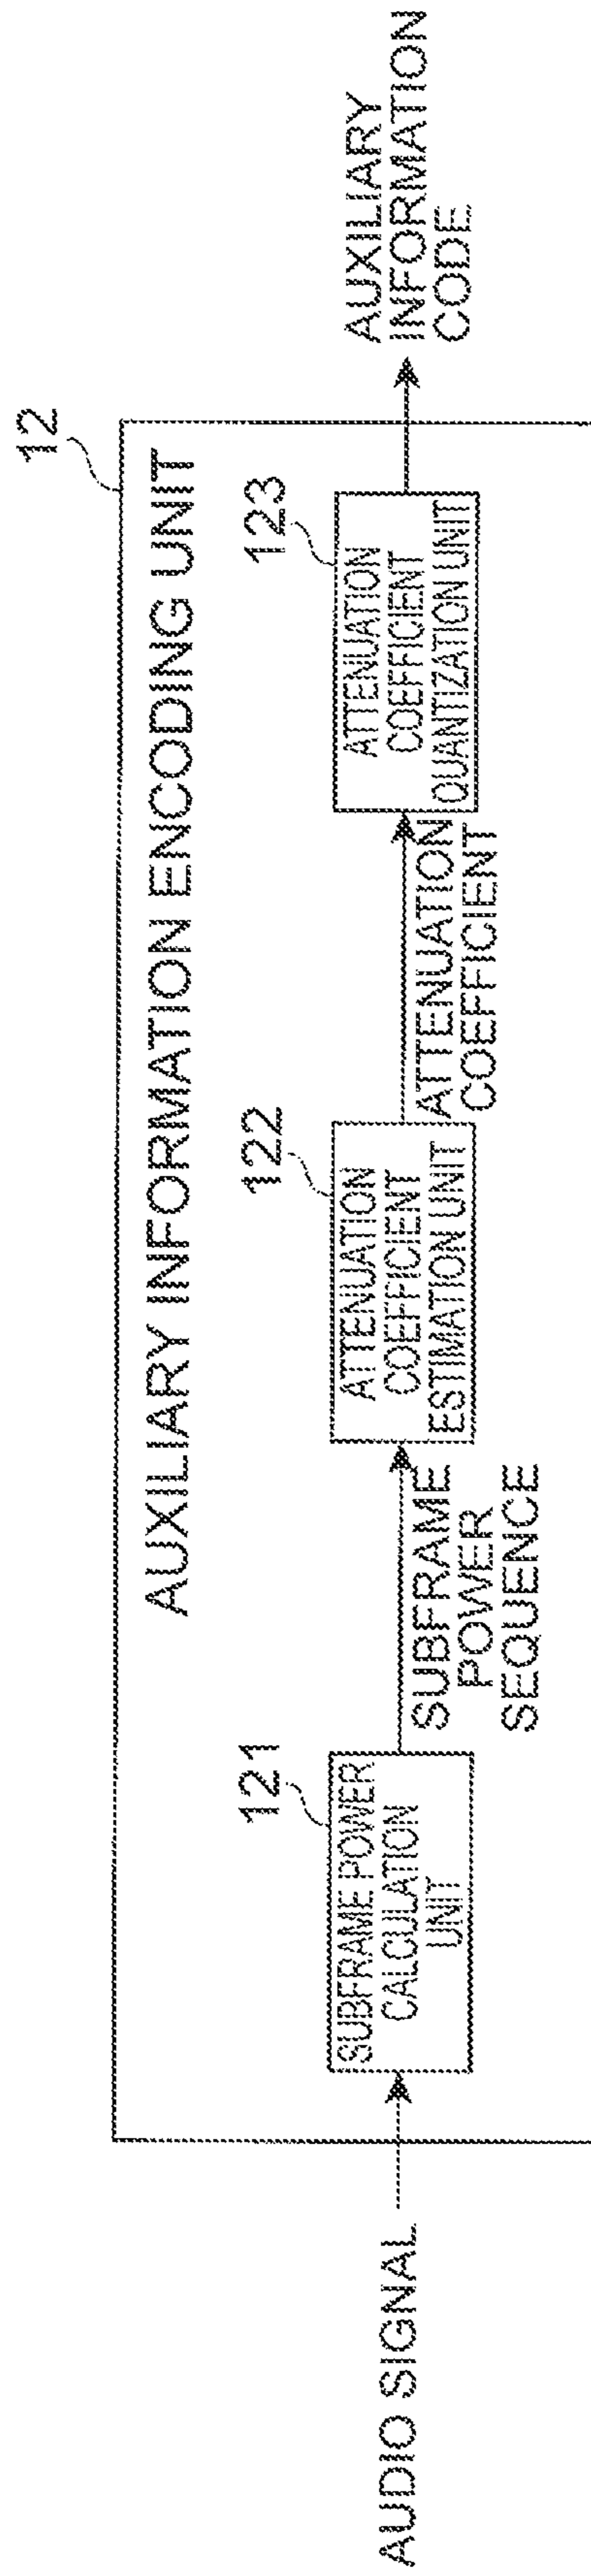 12
AUXILIARY INFORMATION ENCODING UNIT
AUDIO SIGNAL
121
SUBFRAME POWER
CALCULATION
UNIT
SUBFRAME
POWER
SEQUENCE
122
ATTENUATION
COEFFICIENT
ESTIMATION UNIT
ATTENUATION
COEFFICIENT
123
ATTENUATION
COEFFICIENT
QUANTIZATION UNIT
AUXILIARY
INFORMATION
CODE